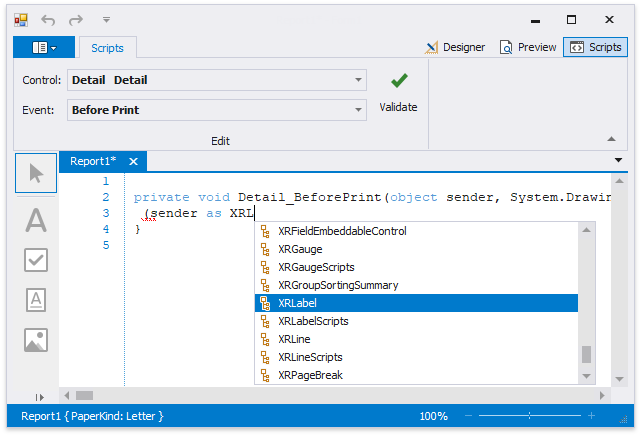 Scripts
Designer
Preview
Scripts
Control: Detail Detail
Event: Before Print
Validate
Edit
Report1*
1
2 private void Detail_BeforePrint(object sender, System.Drawin
3 (sender as XRL
4 }
5
XRFieldEmbeddableControl
XRGauge
XRGaugeScripts
XRGroupSortingSummary
XRLabel
XRLabelScripts
XRLine
XRLineScripts
XRPageBreak
Report1 { PaperKind: Letter }
100%